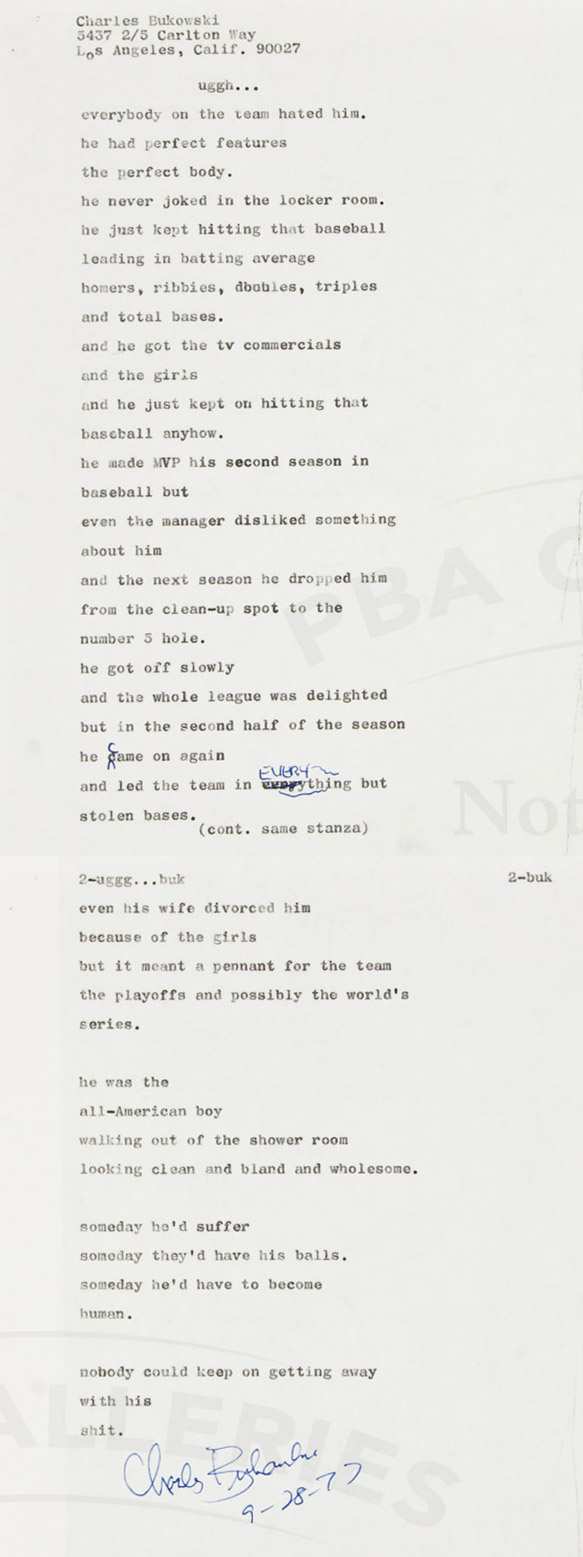 Charles Bukowski
5437 2/5 Carlton Way
Los Angeles, Calif. 90027
uggh...
everybody on the team hated him.
he had perfect features
the perfect body.
he never joked in the locker room.
he just kept hitting that baseball
leading in batting average
homers, ribbies, dboubles, triples
and total bases.
and he got the tv commercials
and the girls
and he just kept on hitting that
baseball anyhow.
he made MVP his second season in
baseball but
even the manager disliked something
about him
and the next season he dropped him
from the clean-up spot to the
number 5 hole.
he got off slowly
and the whole league was delighted
but in the second half of the season
he came on again
EVERY
and led the team in everything but
stolen bases.
(cont. same stanza)
PBA G
Not
2-uggg...buk 2-buk
even his wife divorced him
because of the girls
but it meant a pennant for the team
the playoffs and possibly the world's
series.
he was the
all-American boy
walking out of the shower room
looking clean and bland and wholesome.
someday he'd suffer
someday they'd have his balls.
someday he'd have to become
human.
nobody could keep on getting away
with his
shit.
ALLERIES
Charles Bukowski
9-28-77